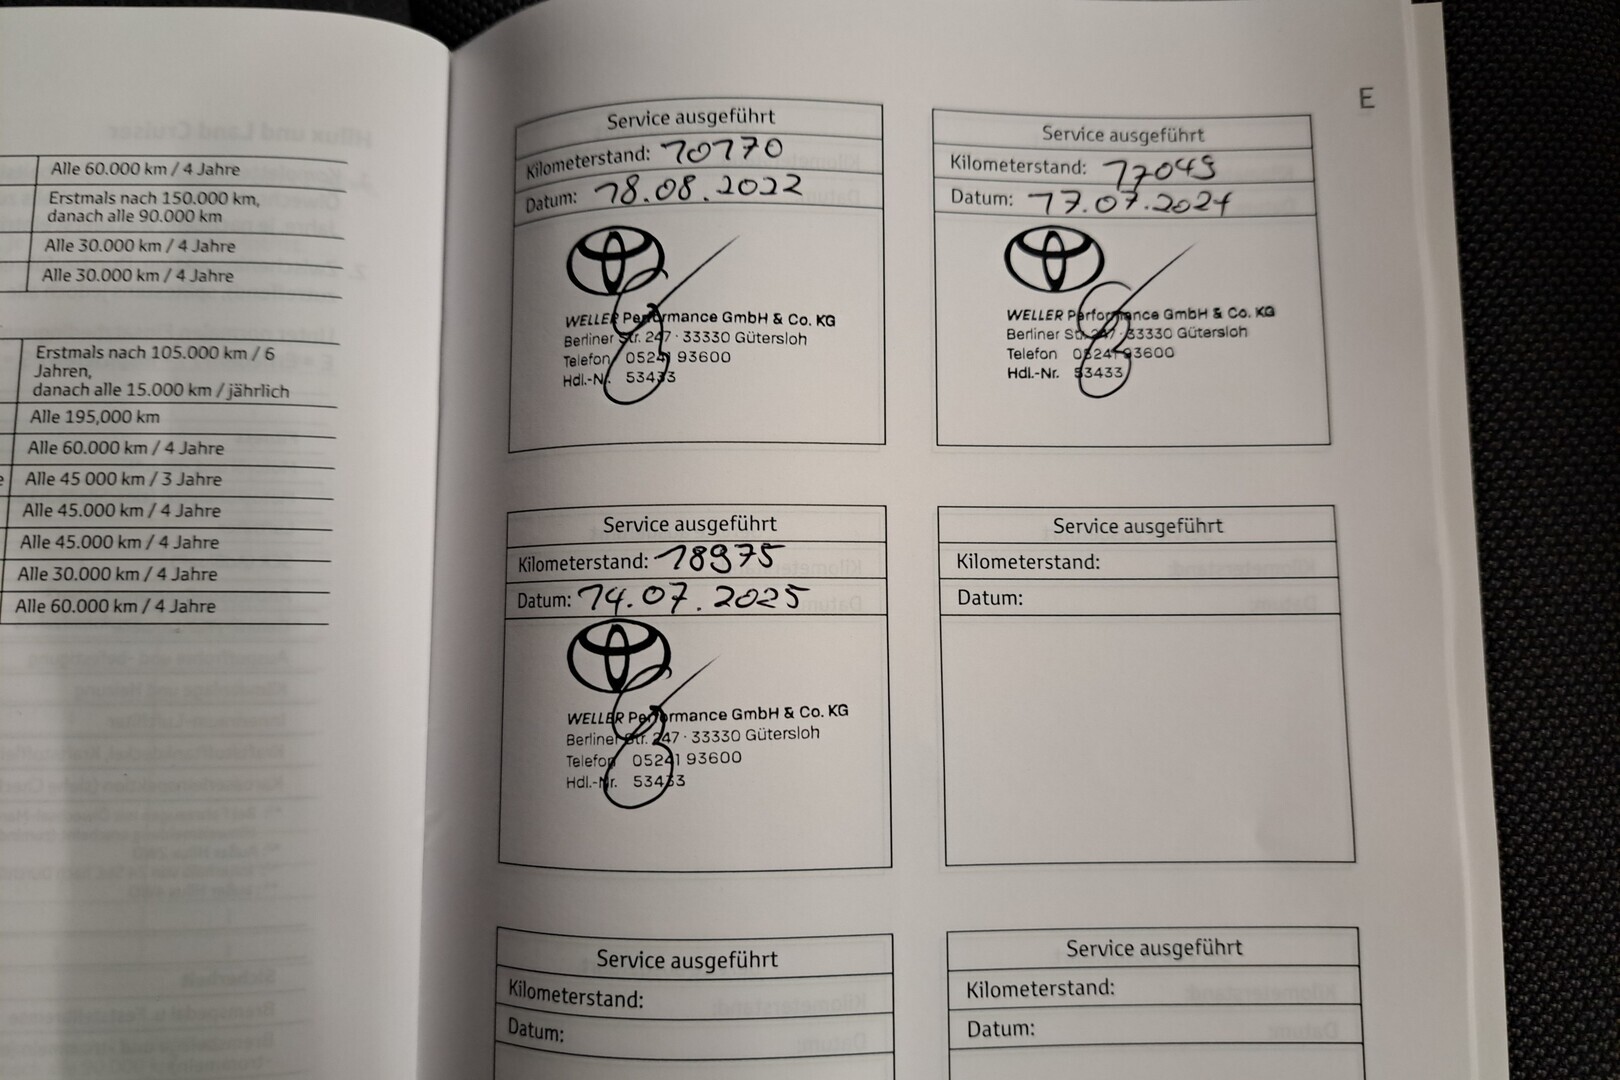 Alle 60.000 km / 4 Jahre
Erstmals nach 150.000 km,
danach alle 90.000 km
Alle 30.000 km / 4 Jahre
Alle 30.000 km / 4 Jahre
Erstmals nach 105.000 km / 6
Jahren,
danach alle 15.000 km / jährlich
Alle 195,000 km
Alle 60.000 km / 4 Jahre
Alle 45 000 km / 3 Jahre
Alle 45.000 km / 4 Jahre
Alle 45.000 km / 4 Jahre
Alle 30.000 km / 4 Jahre
Alle 60.000 km / 4 Jahre
E
Service ausgeführt
Kilometerstand: 10170
Datum: 18.08.2022
WELLER Performance GmbH & Co. KG
Berliner Str. 247 · 33330 Gütersloh
Telefon 05241 93600
Hdl.-Nr. 53433
Service ausgeführt
Kilometerstand: 17049
Datum: 17.07.2024
WELLER Performance GmbH & Co. KG
Berliner Str. 247 · 33330 Gütersloh
Telefon 05241 93600
Hdl.-Nr. 53433
Service ausgeführt
Kilometerstand: 18975
Datum: 14.07.2025
WELLER Performance GmbH & Co. KG
Berliner Str. 247 · 33330 Gütersloh
Telefon 05241 93600
Hdl.-Nr. 53433
Service ausgeführt
Kilometerstand:
Datum:
Service ausgeführt
Kilometerstand:
Datum:
Service ausgeführt
Kilometerstand:
Datum: